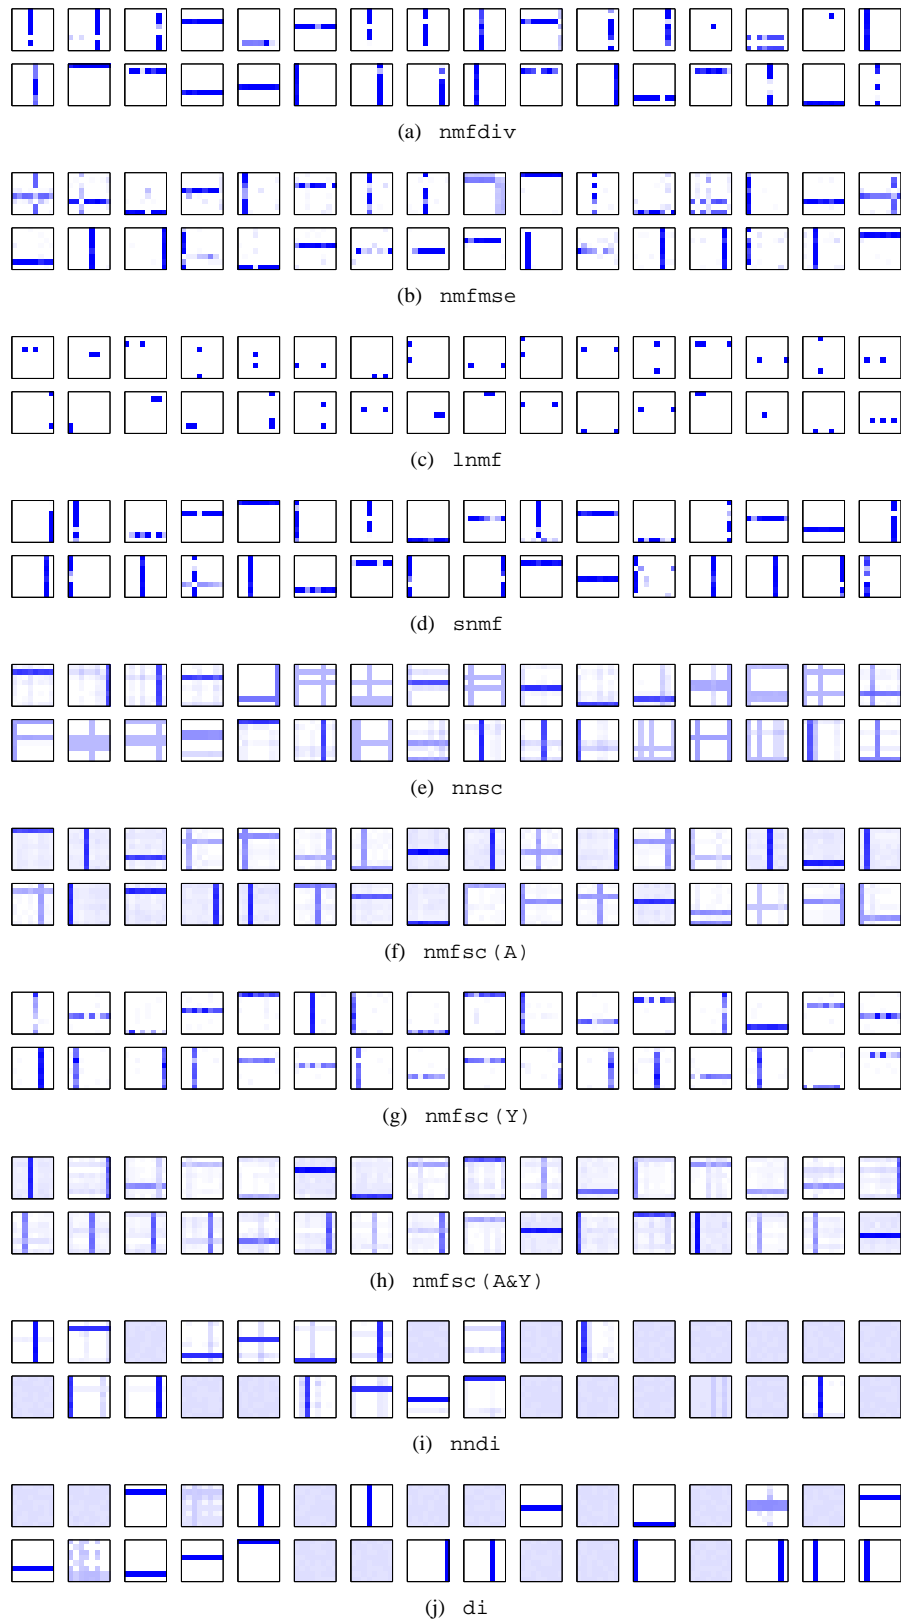 (a) nmfdiv
(b) nmfmse
(c) lnmf
(d) snmf
(e) nnsc
(f) nmfsc(A)
(g) nmfsc(Y)
(h) nmfsc(A&Y)
(i) nndi
(j) di